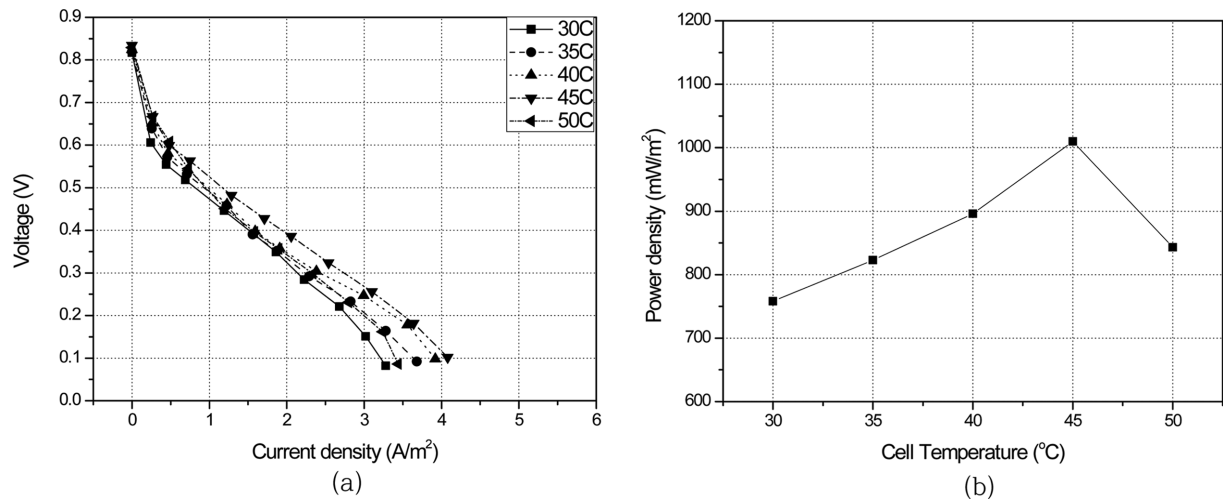 0.9
0.8
0.7
0.6
0.5
0.4
0.3
0.2
0.1
0.0
Voltage (V)
0
1
2
3
4
5
6
Current density (A/m²)
30C
35C
40C
45C
50C
(a)
1200
1100
1000
900
800
700
600
Power density (mW/m²)
30
35
40
45
50
Cell Temperature (°C)
(b)